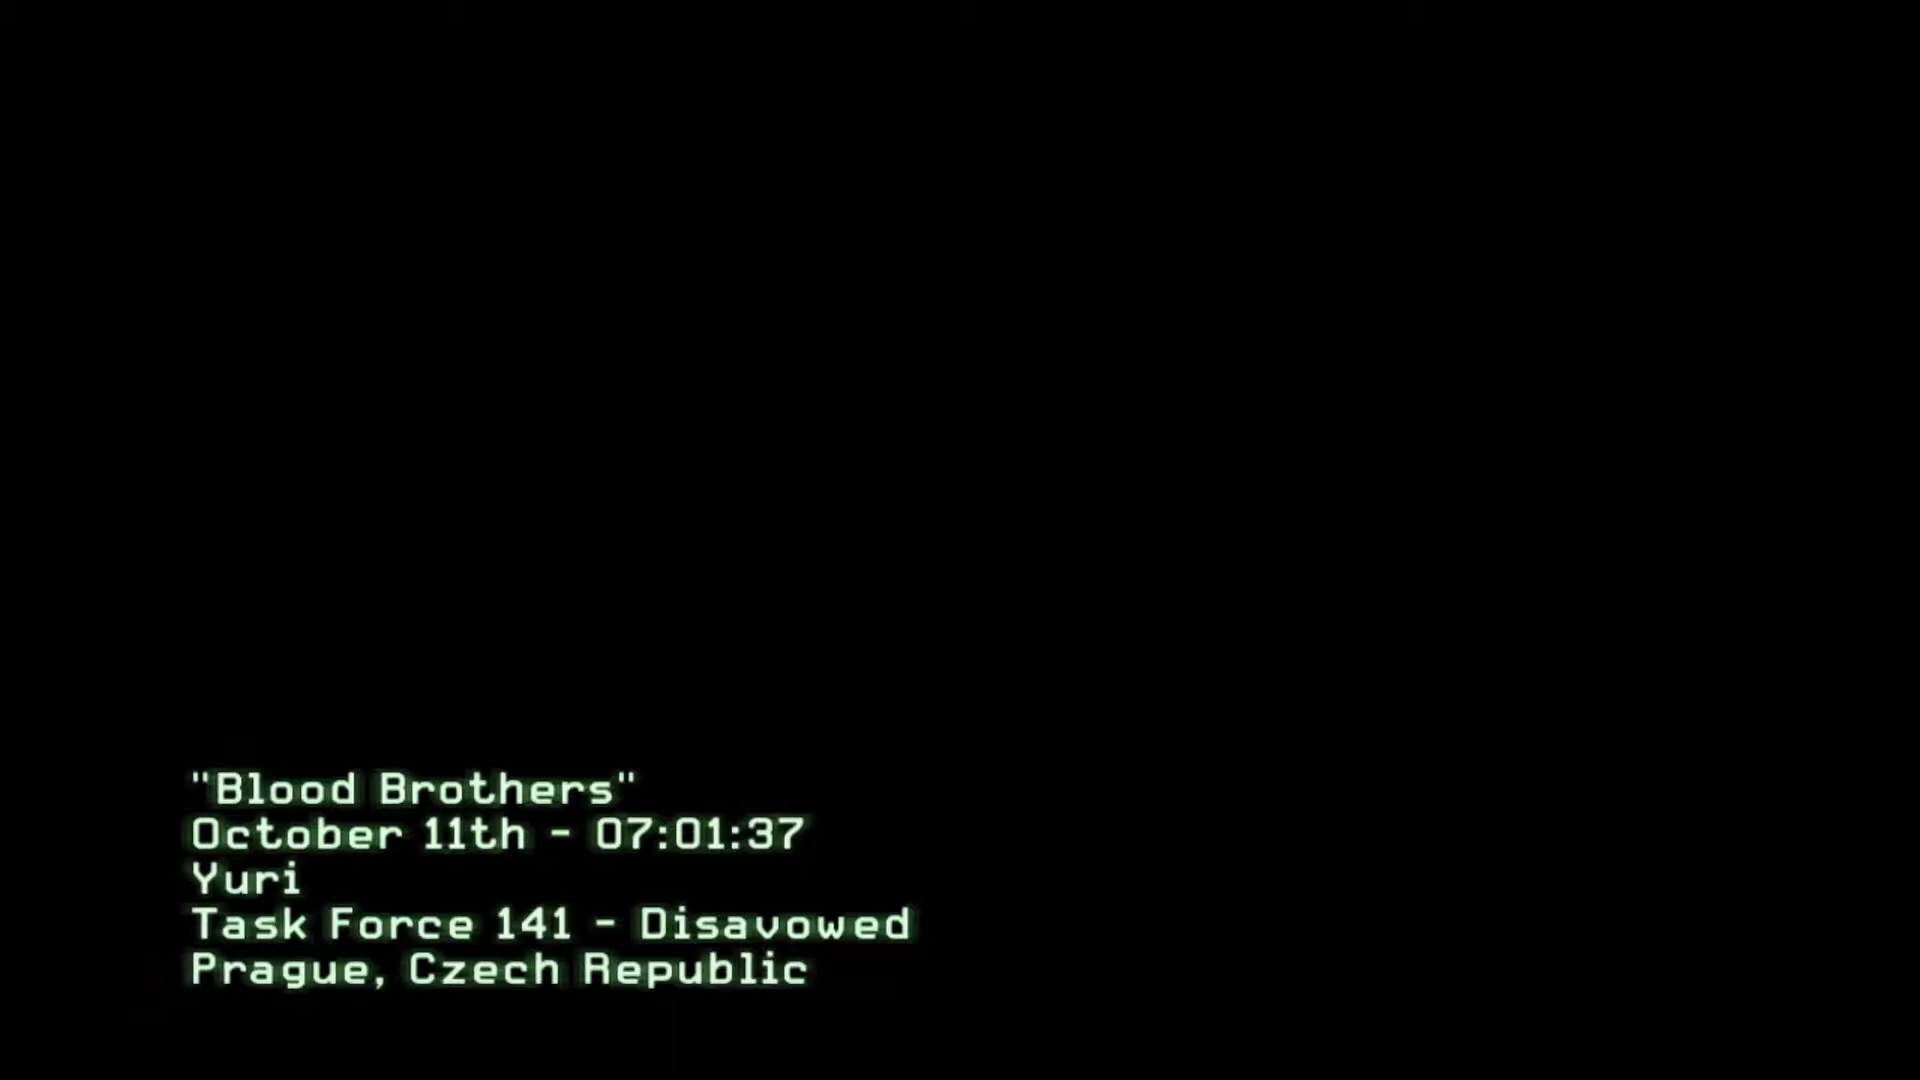 "Blood Brothers"
October 11th - 07:01:37
Yuri
Task Force 141 - Disavowed
Prague, Czech Republic